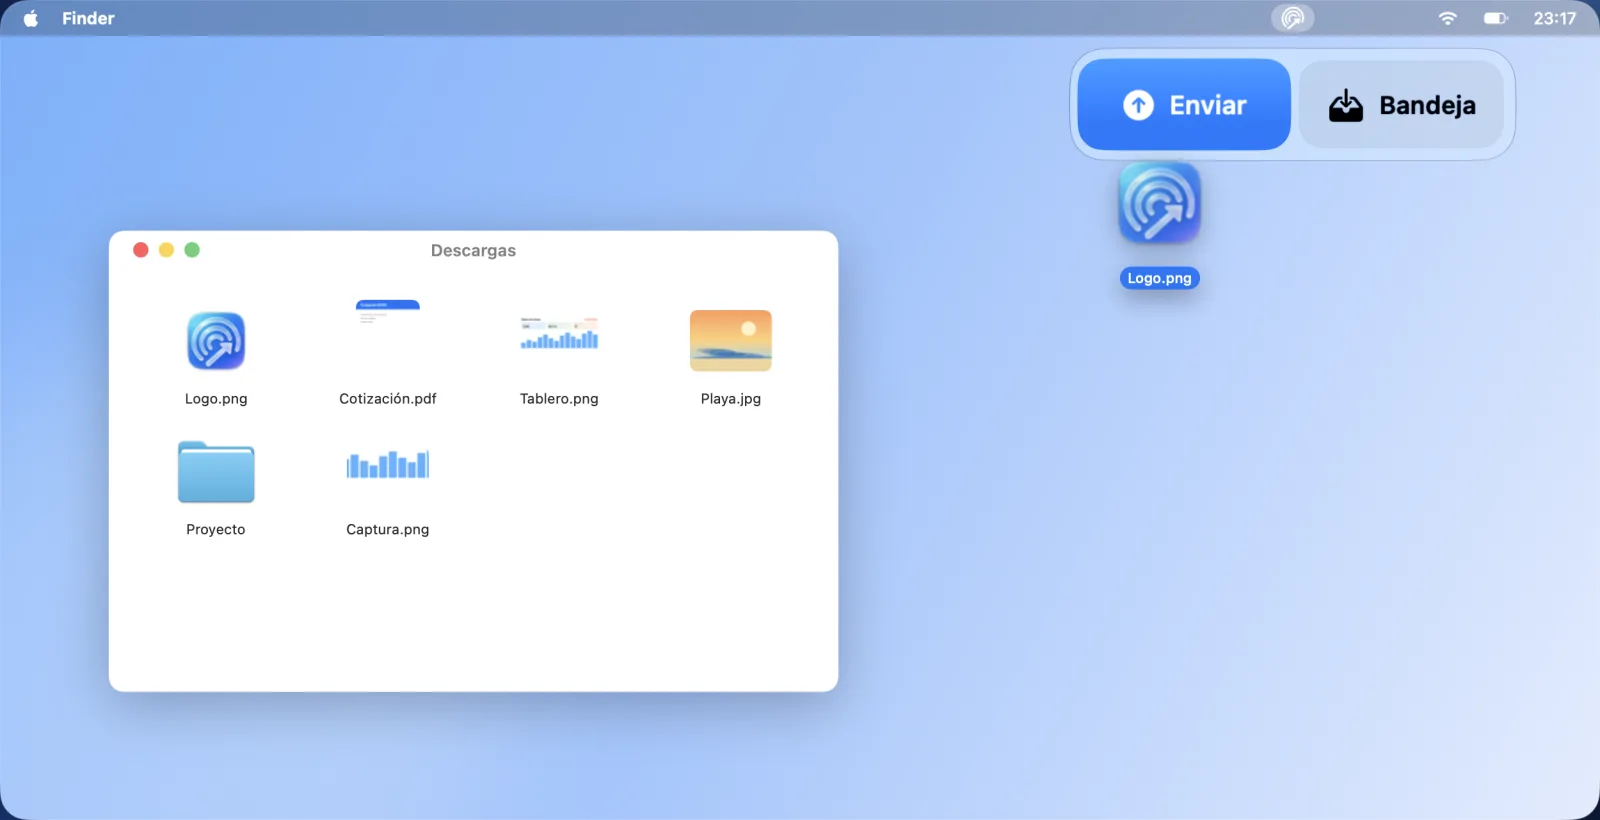 Finder
23:17
Enviar
Bandeja
Logo.png
Descargas
Logo.png
Cotización.pdf
Tablero.png
Playa.jpg
Proyecto
Captura.png